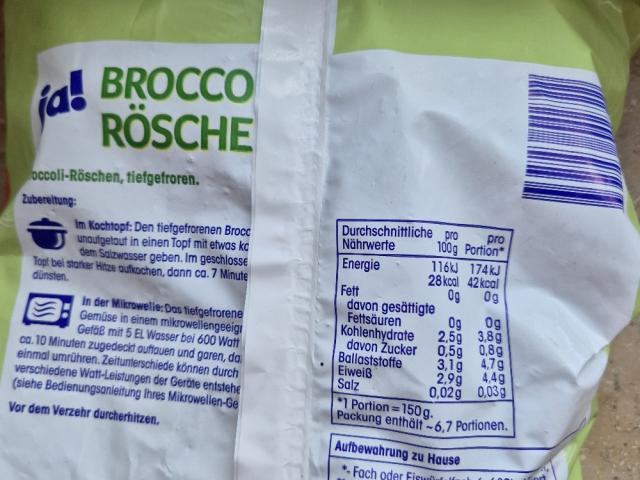 ja! BROCCO
RÖSCHE
occoli-Röschen, tiefgefroren.
Zubereitung:
Im Kochtopf: Den tiefgefrorenen Brocc
unaufgetaut in einen Topf mit etwas ko
dem Salzwasser geben. Im geschlosse
Topf bei starker Hitze aufkochen, dann ca. 7 Minute
dünsten.
In der Mikrowelle: Das tiefgefrorene
Gemüse in einem mikrowellengeeig
Gefäß mit 5 EL Wasser bei 600 Watt
ca. 10 Minuten zugedeckt auftauen und garen, da
einmal umrühren. Zeitunterschiede können durch
verschiedene Watt-Leistungen der Geräte entstehe
(siehe Bedienungsanleitung Ihres Mikrowellen-Ge
Vor dem Verzehr durcherhitzen.
Durchschnittliche pro pro
Nährwerte 100g Portion*
Energie 116kJ 174kJ
28kcal 42kcal
Fett 0g 0g
davon gesättigte
Fettsäuren 0g 0g
Kohlenhydrate 2,5g 3,8g
davon Zucker 0,5g 0,8g
Ballaststoffe 3,1g 4,7g
Eiweiß 2,9g 4,4g
Salz 0,02g 0,03g
*1 Portion = 150g.
Packung enthält ~6,7 Portionen.
Aufbewahrung zu Hause
*- Fach oder